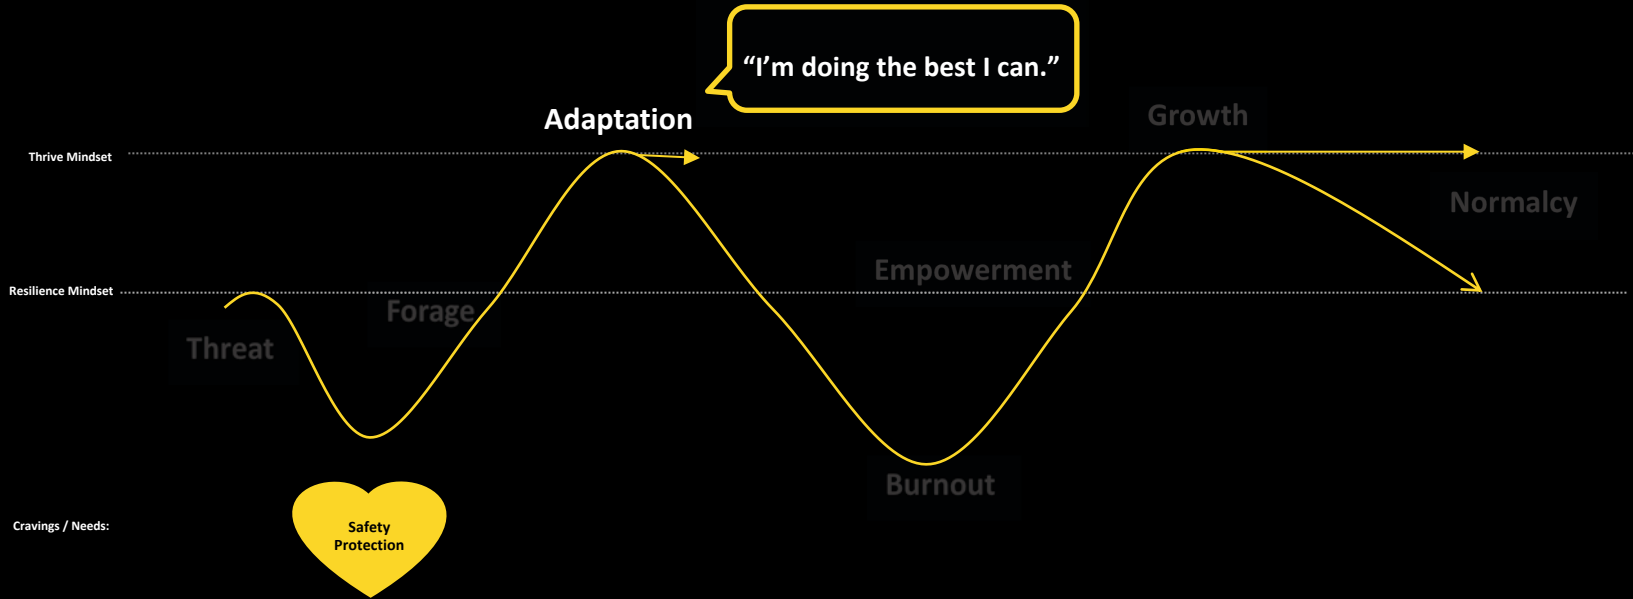 “I’m doing the best I can.”
Adaptation
Growth
Thrive Mindset
Normalcy
Empowerment
Resilience Mindset
Forage
Threat
Burnout
Cravings / Needs:
Safety
Protection